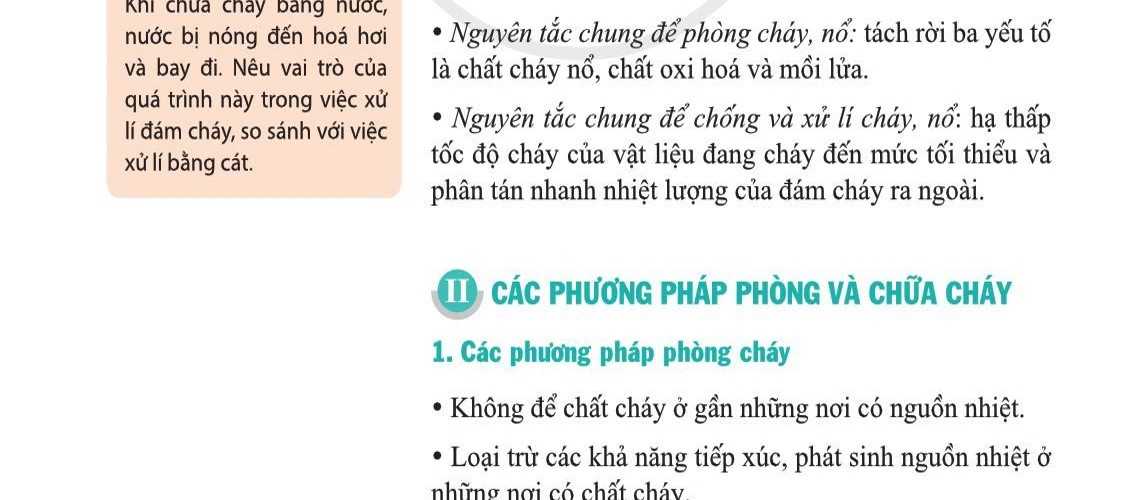 Khi chữa cháy bằng nước,
nước bị nóng đến hoá hơi
và bay đi. Nêu vai trò của
quá trình này trong việc xử
lí đám cháy, so sánh với việc
xử lí bằng cát.
• Nguyên tắc chung để phòng cháy, nổ: tách rời ba yếu tố
là chất cháy nổ, chất oxi hoá và mồi lửa.
• Nguyên tắc chung để chống và xử lí cháy, nổ: hạ thấp
tốc độ cháy của vật liệu đang cháy đến mức tối thiểu và
phân tán nhanh nhiệt lượng của đám cháy ra ngoài.
II CÁC PHƯƠNG PHÁP PHÒNG VÀ CHỮA CHÁY
1. Các phương pháp phòng cháy
• Không để chất cháy ở gần những nơi có nguồn nhiệt.
• Loại trừ các khả năng tiếp xúc, phát sinh nguồn nhiệt ở
những nơi có chất cháy.